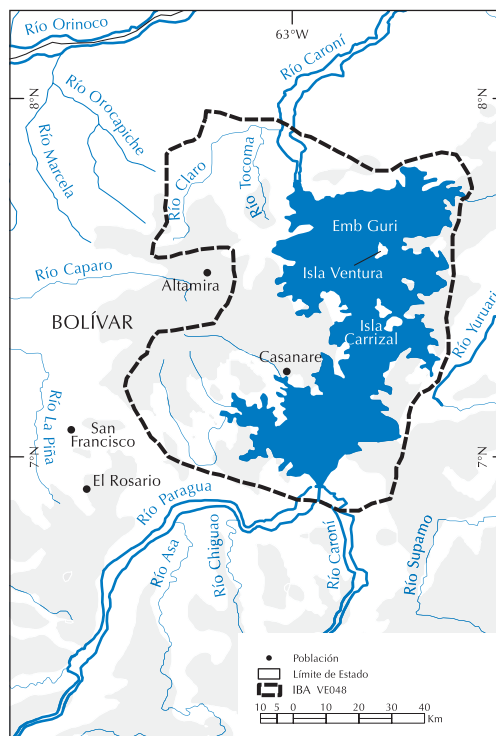 63°W
Río Orinoco
Río Caroní
8°N
8°N
Río Orocapiche
Río Marcela
Río Claro
Río Tocoma
Emb Guri
Río Caparo
Isla Ventura
Altamira
BOLÍVAR
Isla
Carrizal
Río Yuruari
Casanare
Río La Piña
San
Francisco
7°N
7°N
El Rosario
Río Paragua
Río Asa
Río Chiguao
Río Caroní
Río Supamo
Población
Límite de Estado
IBA VE048
10 5 0 10 20 30 40
Km